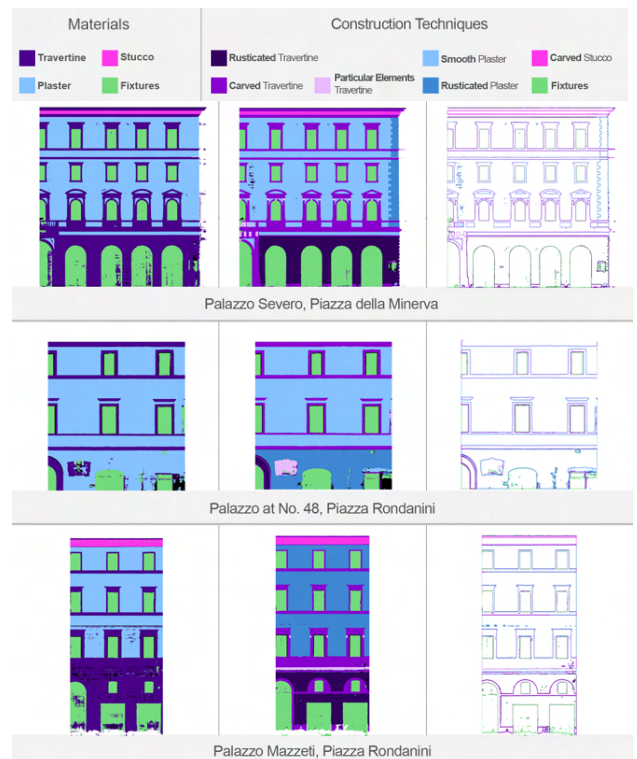 Materials
Construction Techniques
Travertine
Stucco
Plaster
Fixtures
Rusticated Travertine
Smooth Plaster
Carved Stucco
Carved Travertine
Particular Elements
Travertine
Rusticated Plaster
Fixtures
Palazzo Severo, Piazza della Minerva
Palazzo at No. 48, Piazza Rondanini
Palazzo Mazzeti, Piazza Rondanini